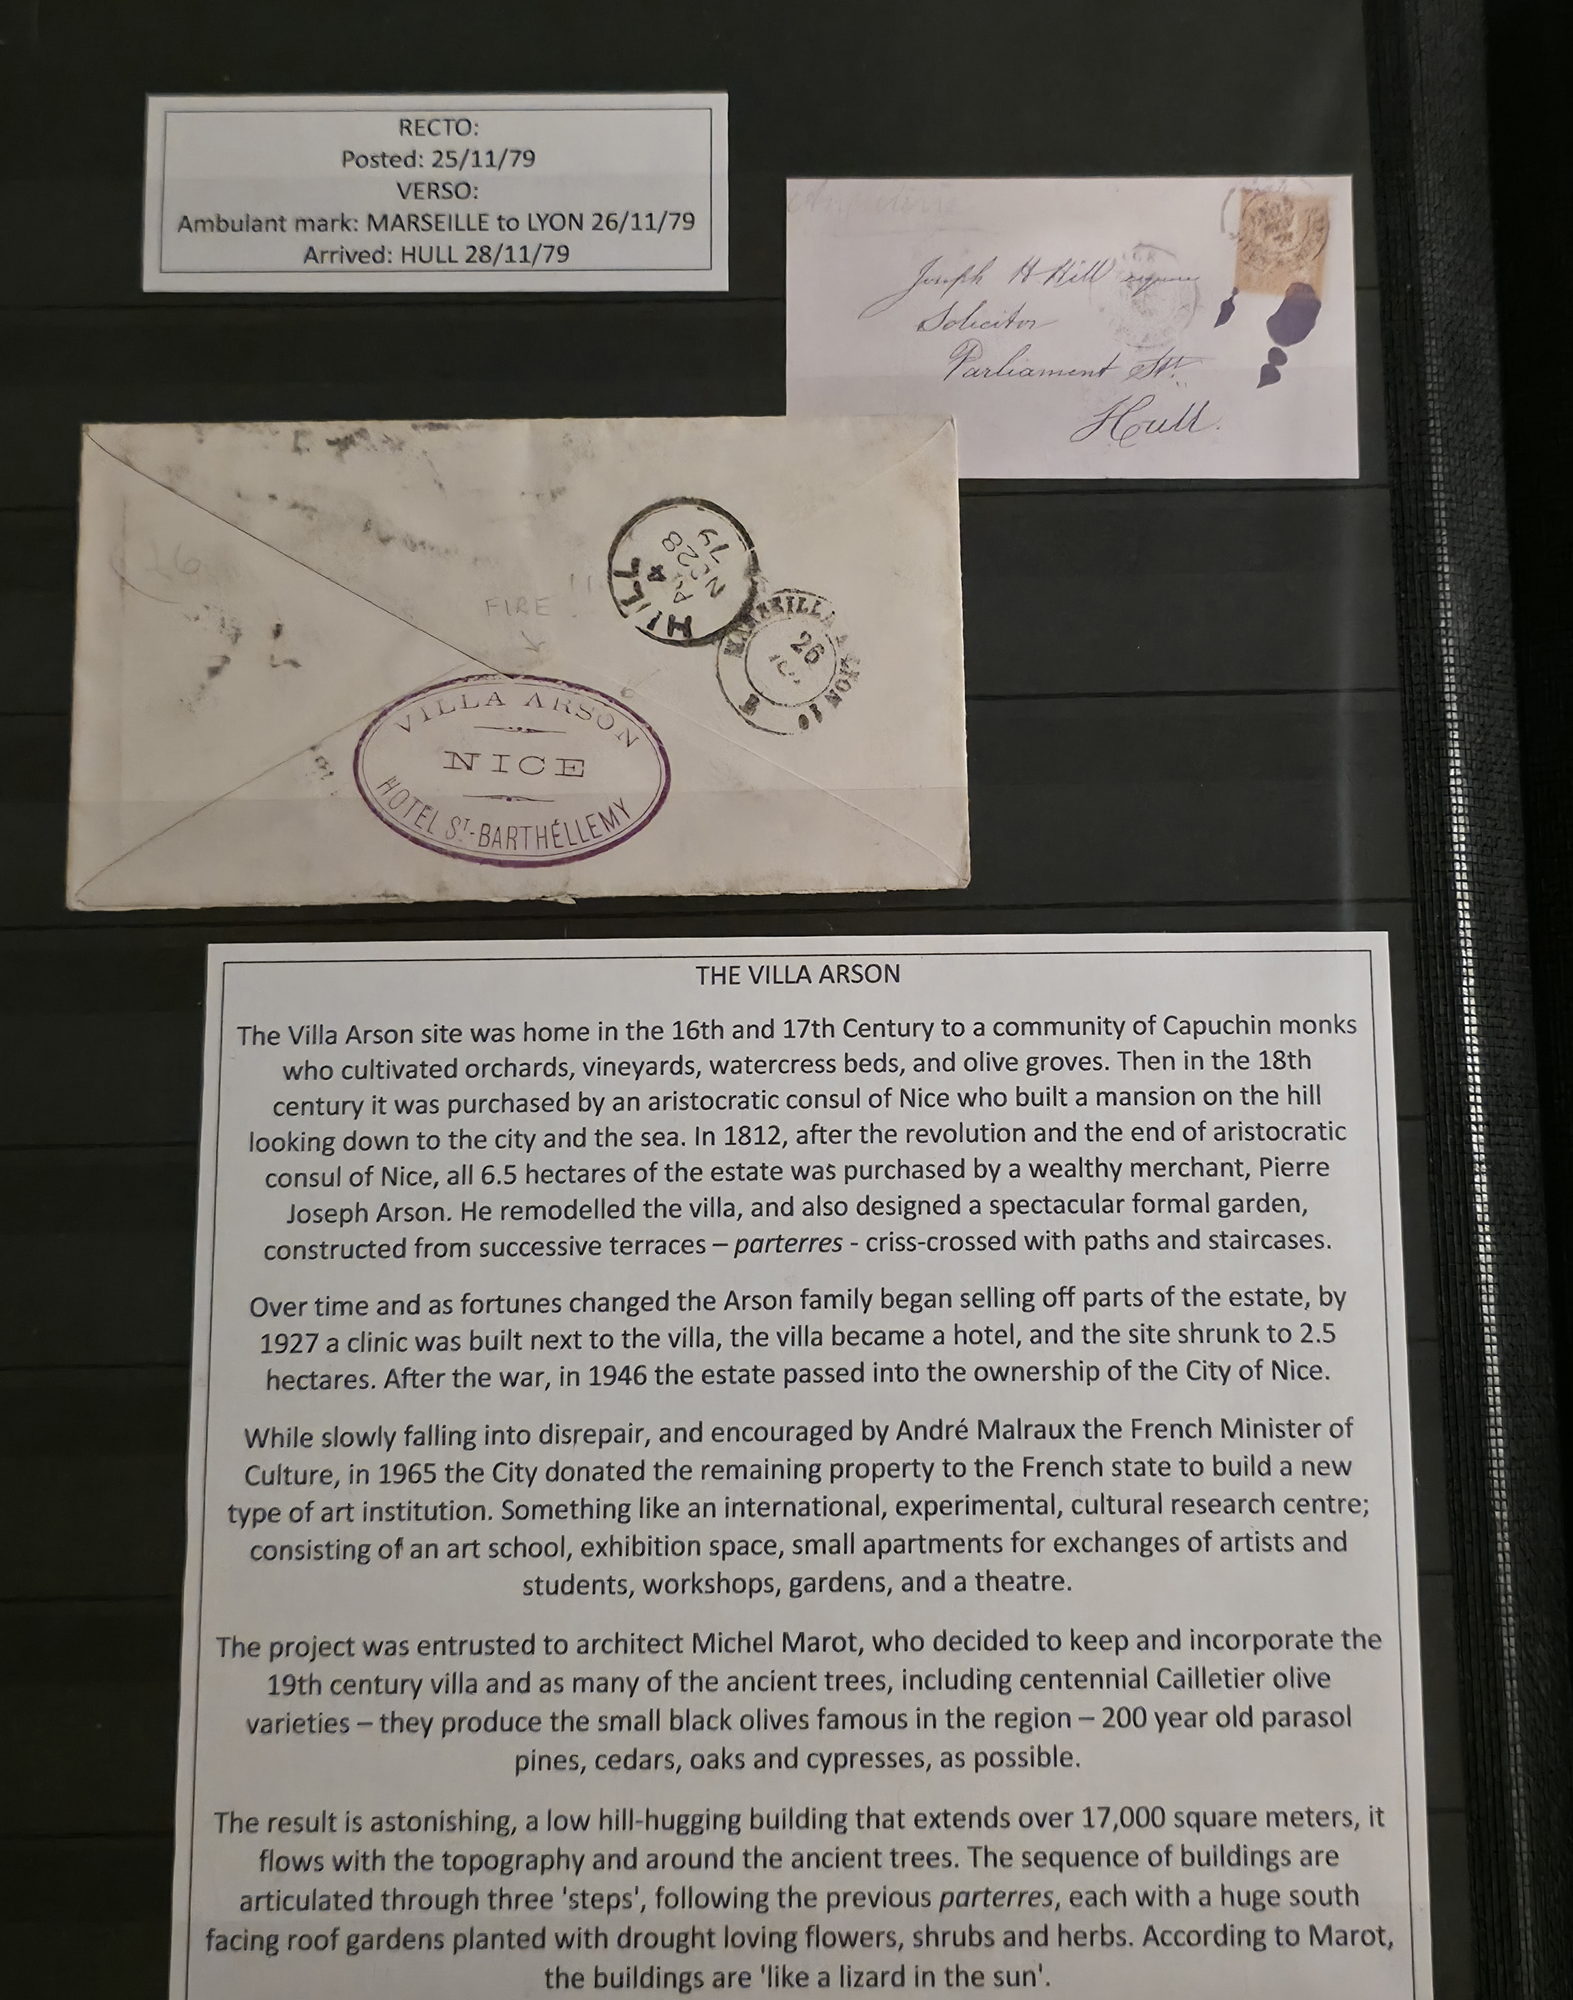 RECTO:
Posted: 25/11/79
VERSO:
Ambulant mark: MARSEILLE to LYON 26/11/79
Arrived: HULL 28/11/79
Joseph H Hill esquire
Solicitor
Parliament St.
Hull.
HULL
A
NO 28
79
MARSEILLE A LYON
26
FIRE
VILLA ARSON
NICE
HOTEL ST-BARTHÉLLEMY
THE VILLA ARSON
The Villa Arson site was home in the 16th and 17th Century to a community of Capuchin monks
who cultivated orchards, vineyards, watercress beds, and olive groves. Then in the 18th
century it was purchased by an aristocratic consul of Nice who built a mansion on the hill
looking down to the city and the sea. In 1812, after the revolution and the end of aristocratic
consul of Nice, all 6.5 hectares of the estate was purchased by a wealthy merchant, Pierre
Joseph Arson. He remodelled the villa, and also designed a spectacular formal garden,
constructed from successive terraces – parterres - criss-crossed with paths and staircases.
Over time and as fortunes changed the Arson family began selling off parts of the estate, by
1927 a clinic was built next to the villa, the villa became a hotel, and the site shrunk to 2.5
hectares. After the war, in 1946 the estate passed into the ownership of the City of Nice.
While slowly falling into disrepair, and encouraged by André Malraux the French Minister of
Culture, in 1965 the City donated the remaining property to the French state to build a new
type of art institution. Something like an international, experimental, cultural research centre;
consisting of an art school, exhibition space, small apartments for exchanges of artists and
students, workshops, gardens, and a theatre.
The project was entrusted to architect Michel Marot, who decided to keep and incorporate the
19th century villa and as many of the ancient trees, including centennial Cailletier olive
varieties – they produce the small black olives famous in the region – 200 year old parasol
pines, cedars, oaks and cypresses, as possible.
The result is astonishing, a low hill-hugging building that extends over 17,000 square meters, it
flows with the topography and around the ancient trees. The sequence of buildings are
articulated through three 'steps', following the previous parterres, each with a huge south
facing roof gardens planted with drought loving flowers, shrubs and herbs. According to Marot,
the buildings are 'like a lizard in the sun'.